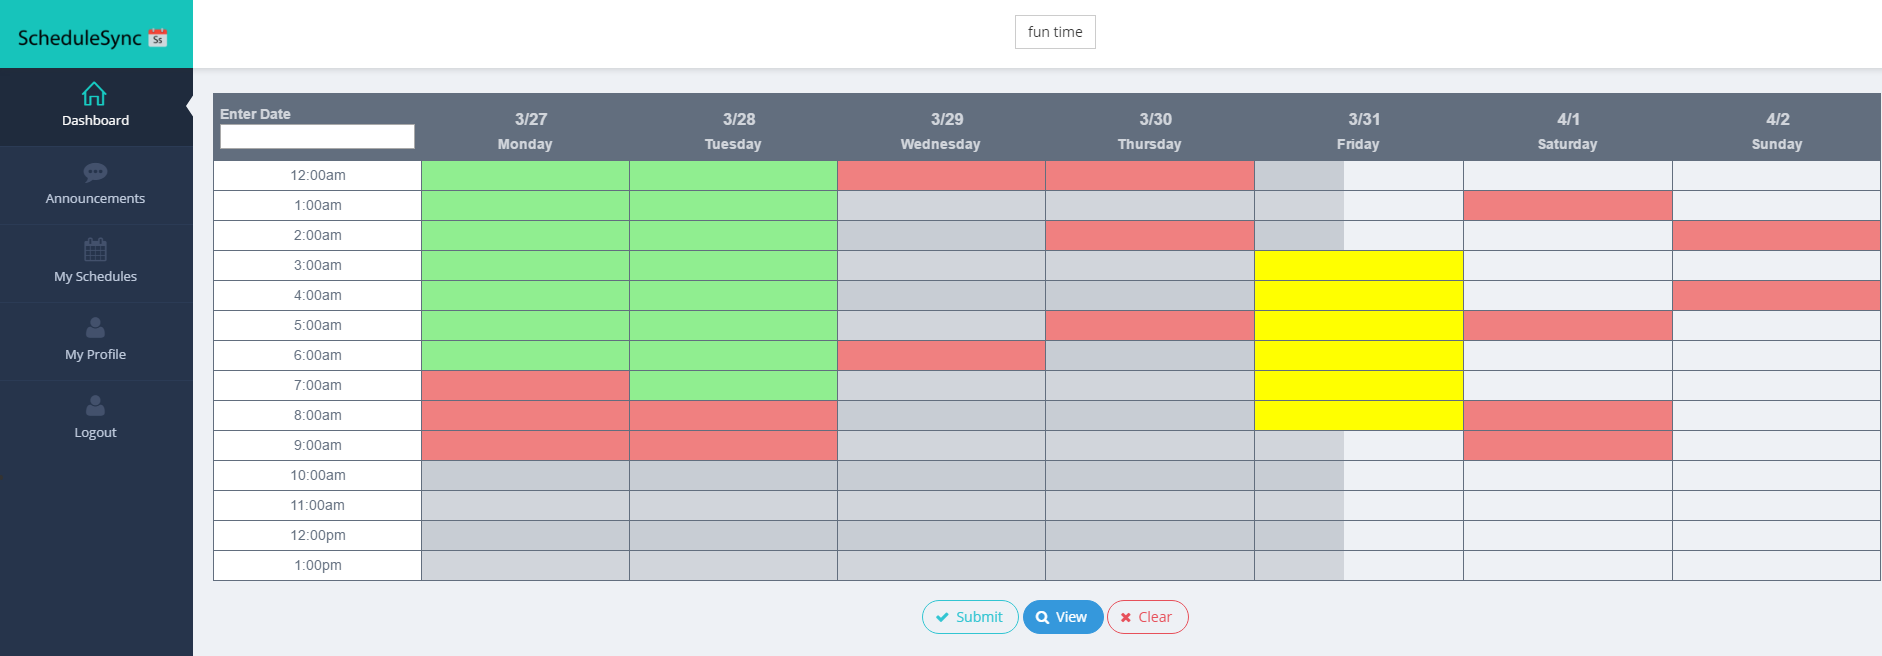 ScheduleSync Ss
fun time
Dashboard
Announcements
My Schedules
My Profile
Logout
Enter Date
3/27 3/28 3/29 3/30 3/31 4/1 4/2
Monday Tuesday Wednesday Thursday Friday Saturday Sunday
12:00am
1:00am
2:00am
3:00am
4:00am
5:00am
6:00am
7:00am
8:00am
9:00am
10:00am
11:00am
12:00pm
1:00pm
Submit View Clear